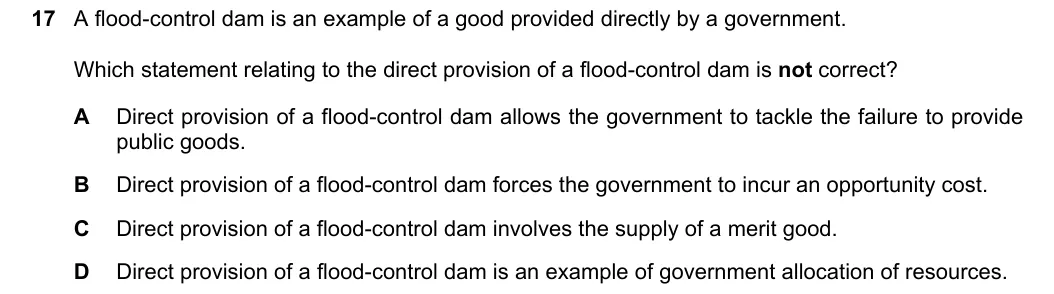 17 A flood-control dam is an example of a good provided directly by a government.
Which statement relating to the direct provision of a flood-control dam is not correct?
A Direct provision of a flood-control dam allows the government to tackle the failure to provide
public goods.
B Direct provision of a flood-control dam forces the government to incur an opportunity cost.
C Direct provision of a flood-control dam involves the supply of a merit good.
D Direct provision of a flood-control dam is an example of government allocation of resources.